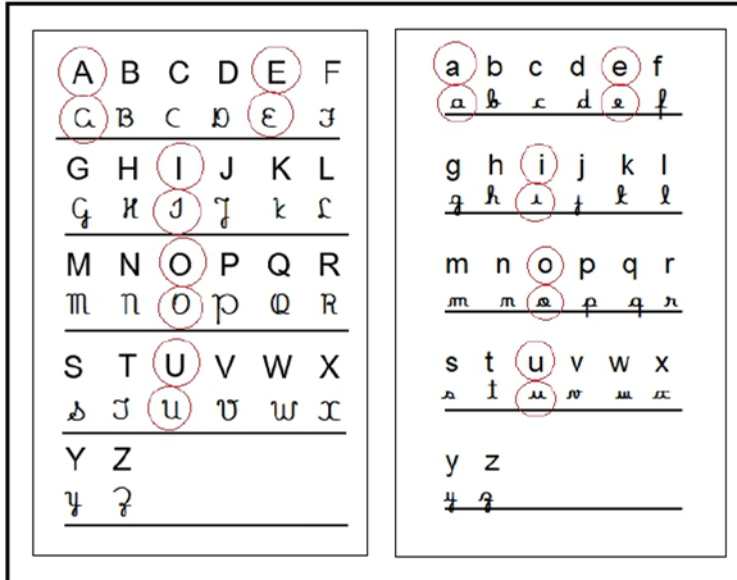 A B C D E F
A B C D E F
G H I J K L
G H I J K L
M N O P Q R
M N O P Q R
S T U V W X
S T U V W X
Y Z
Y Z
a b c d e f
a b c d e f
g h i j k l
g h i j k l
m n o p q r
m n o p q r
s t u v w x
s t u v w x
y z
y z